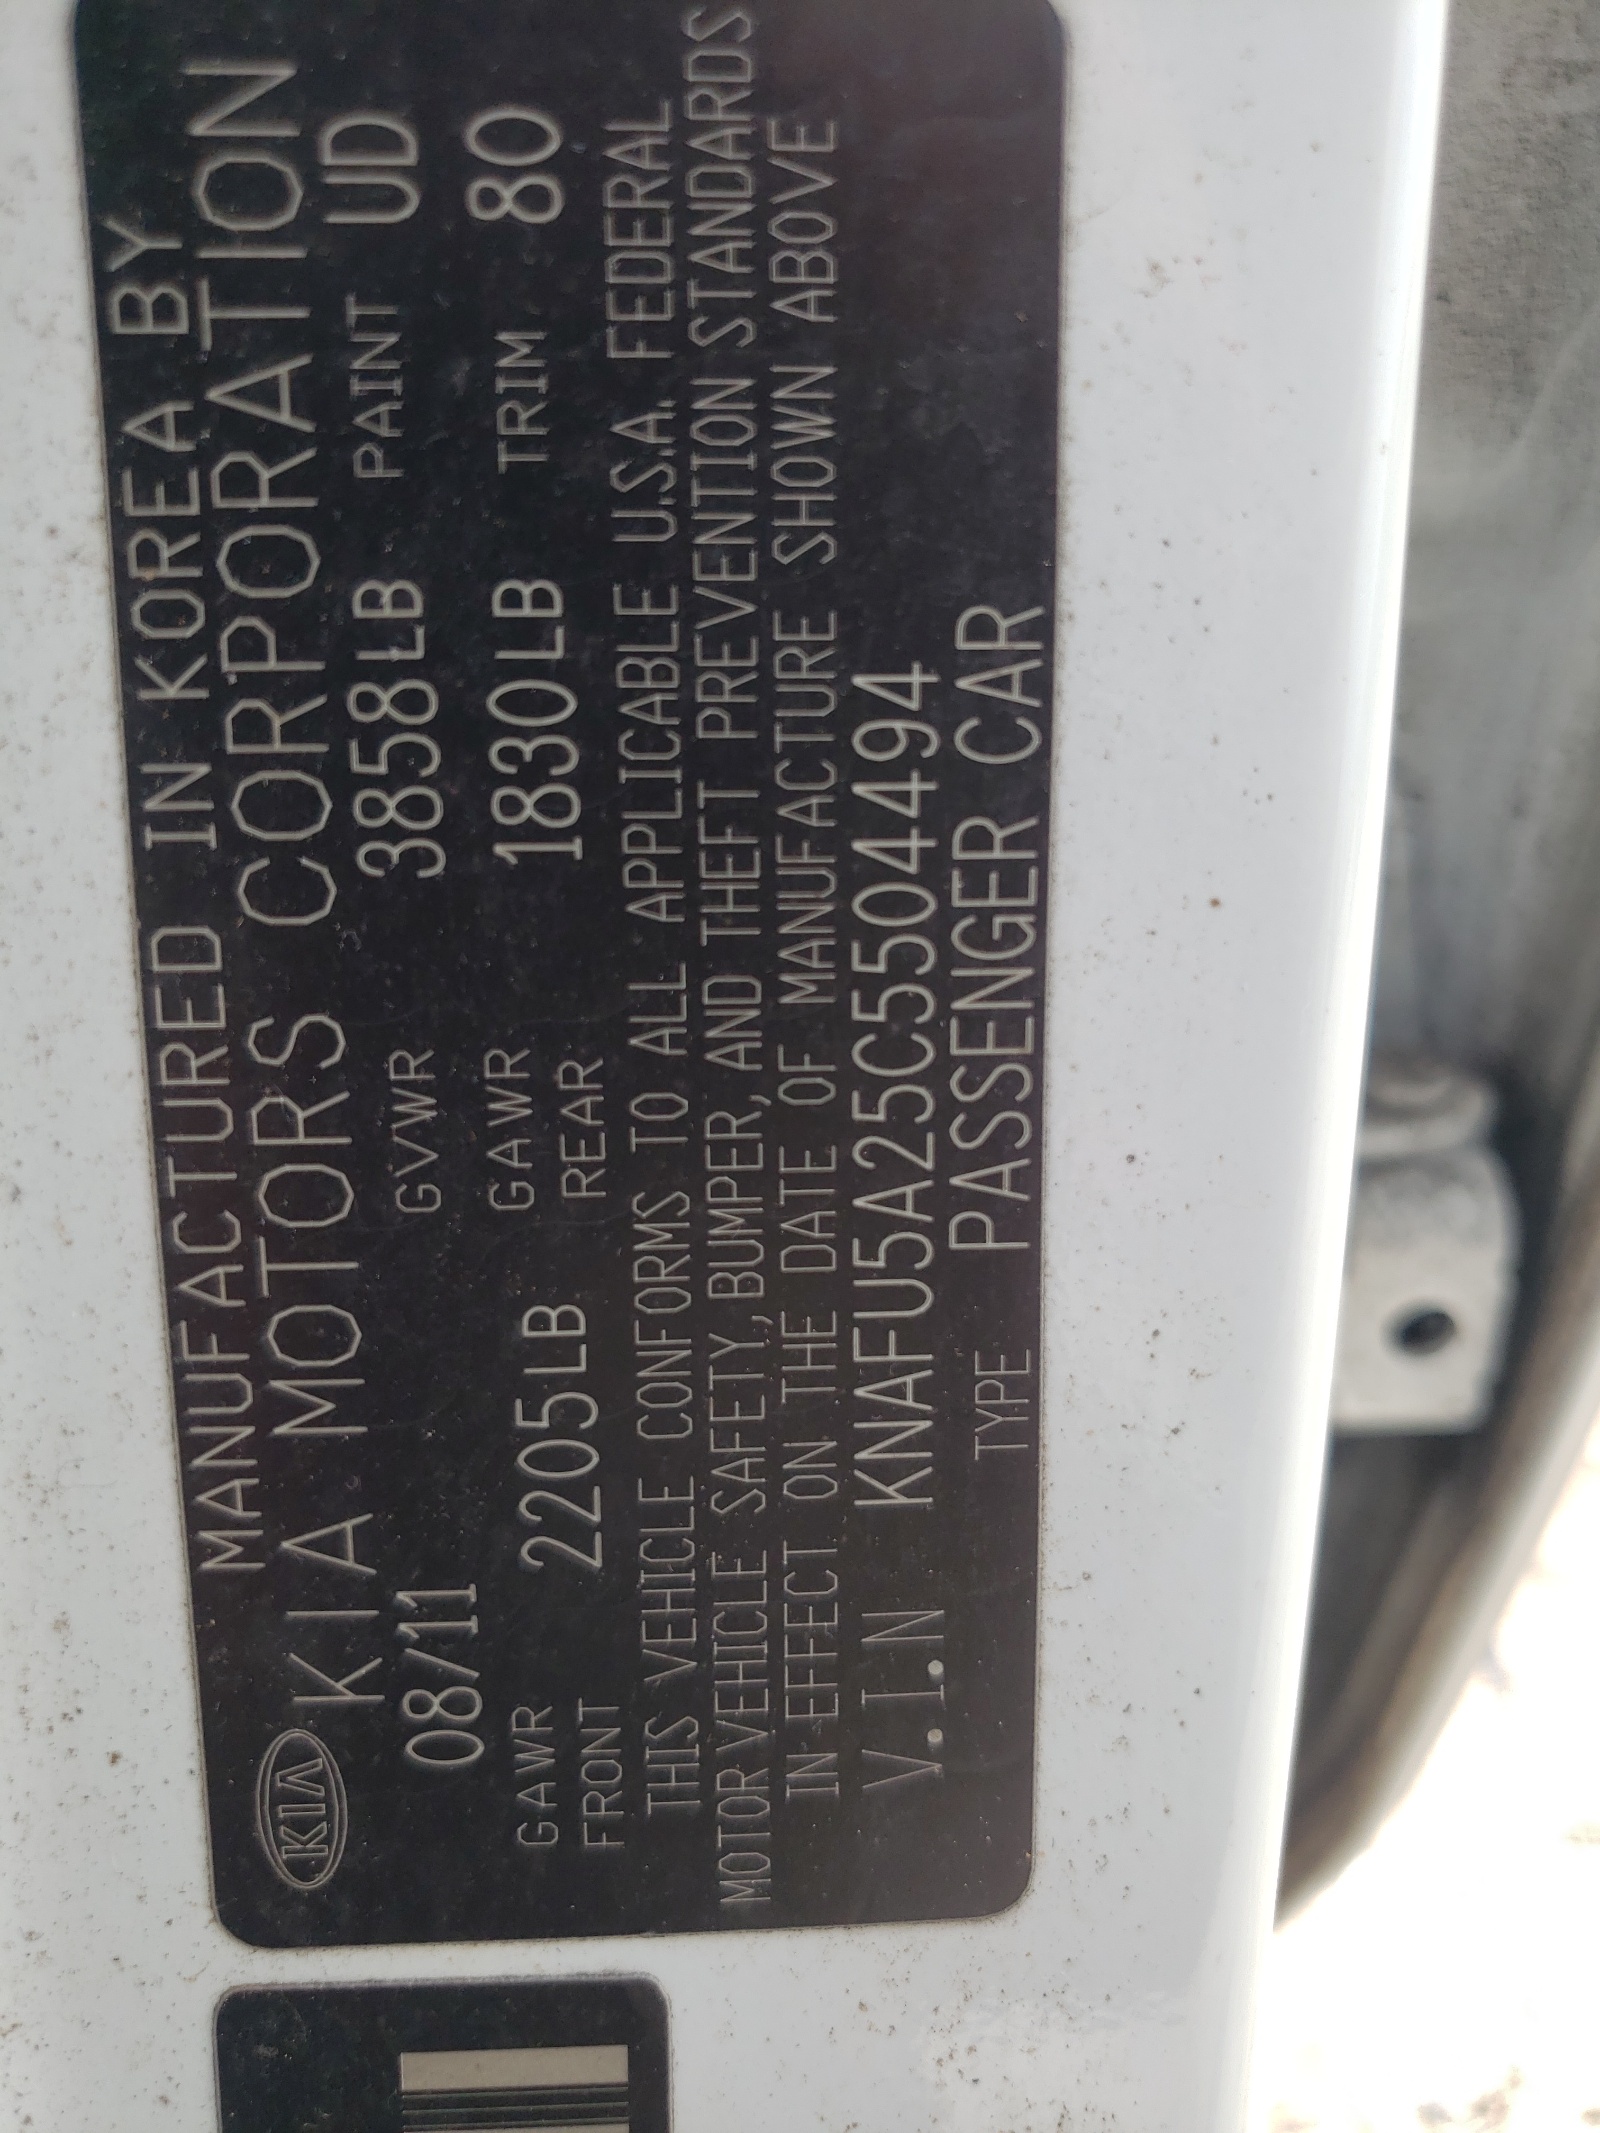 MANUFACTURED IN KOREA BY
KIA KIA MOTORS CORPORATION
08/11 GVWR 3858LB PAINT UD
GAWR FRONT 2205LB GAWR REAR 1830LB TRIM 80
THIS VEHICLE CONFORMS TO ALL APPLICABLE U.S.A. FEDERAL
MOTOR VEHICLE SAFETY, BUMPER, AND THEFT PREVENTION STANDARDS
IN EFFECT ON THE DATE OF MANUFACTURE SHOWN ABOVE
V.I.N. KNAFU5A25C5504494
TYPE PASSENGER CAR